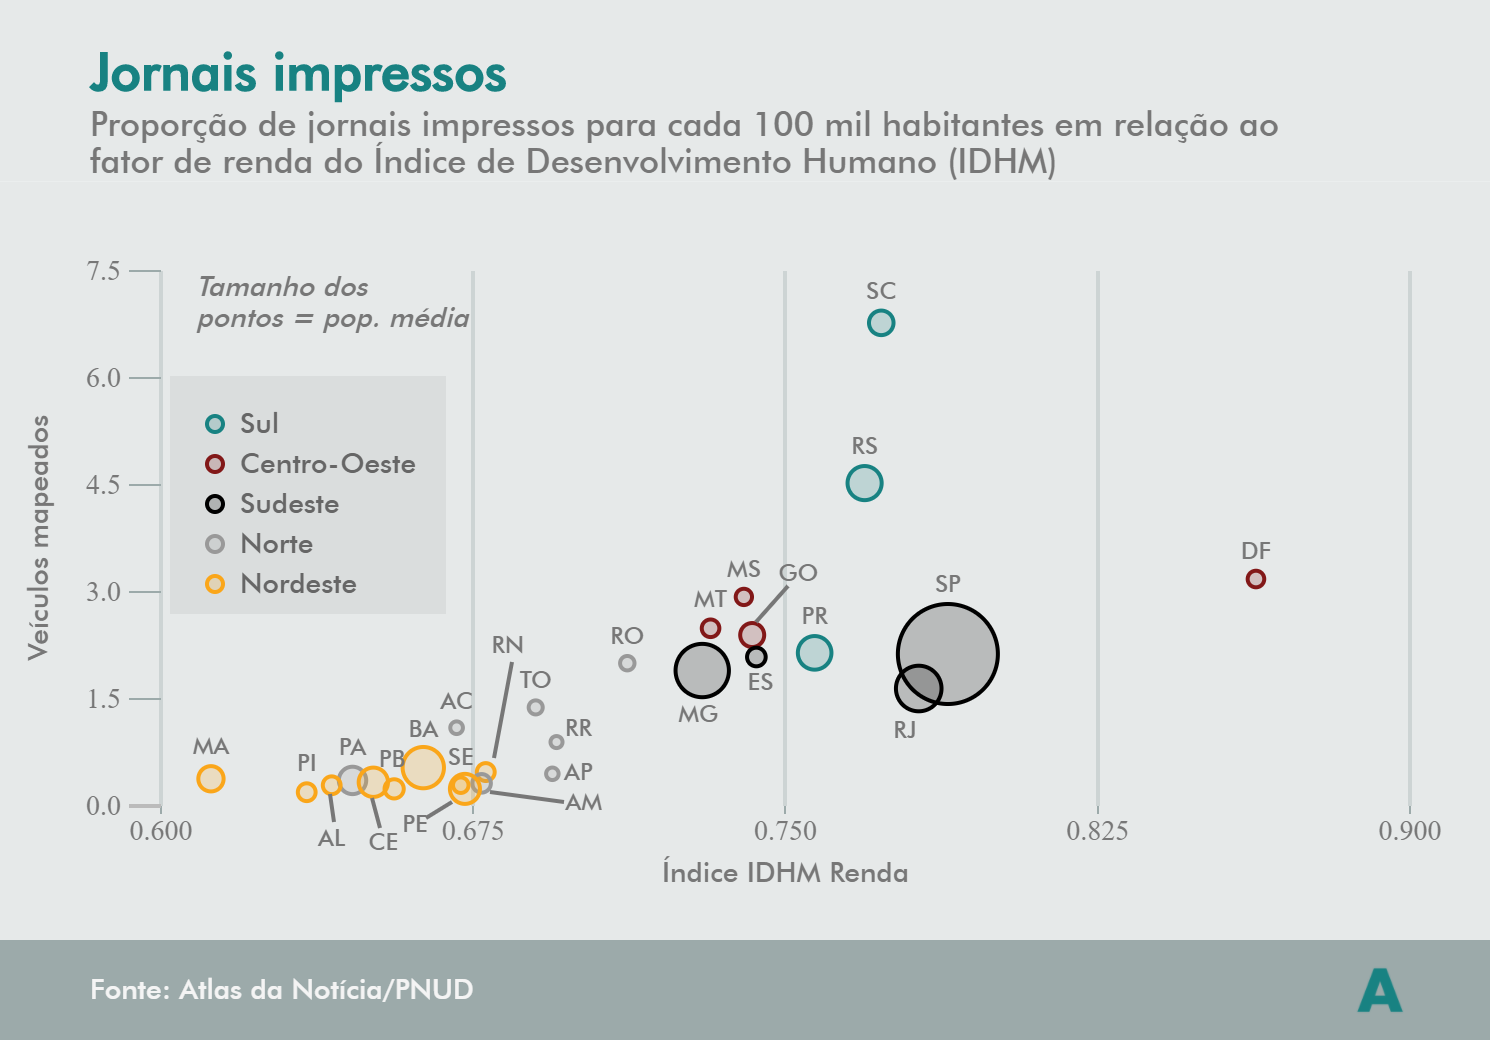 Jornais impressos
Proporção de jornais impressos para cada 100 mil habitantes em relação ao
fator de renda do Índice de Desenvolvimento Humano (IDHM)
7.5
Tamanho dos
pontos = pop. média
SC
6.0
Veículos mapeados
Sul
Centro-Oeste
Sudeste
Norte
Nordeste
RS
4.5
DF
MS
GO
SP
3.0
MT
PR
RO
RN
ES
TO
MG
1.5
AC
RR
RJ
BA
MA
PA
PB
SE
PI
AP
AM
0.0
PE
AL
CE
0.600
0.675
0.750
0.825
0.900
Índice IDHM Renda
Fonte: Atlas da Notícia/PNUD
A